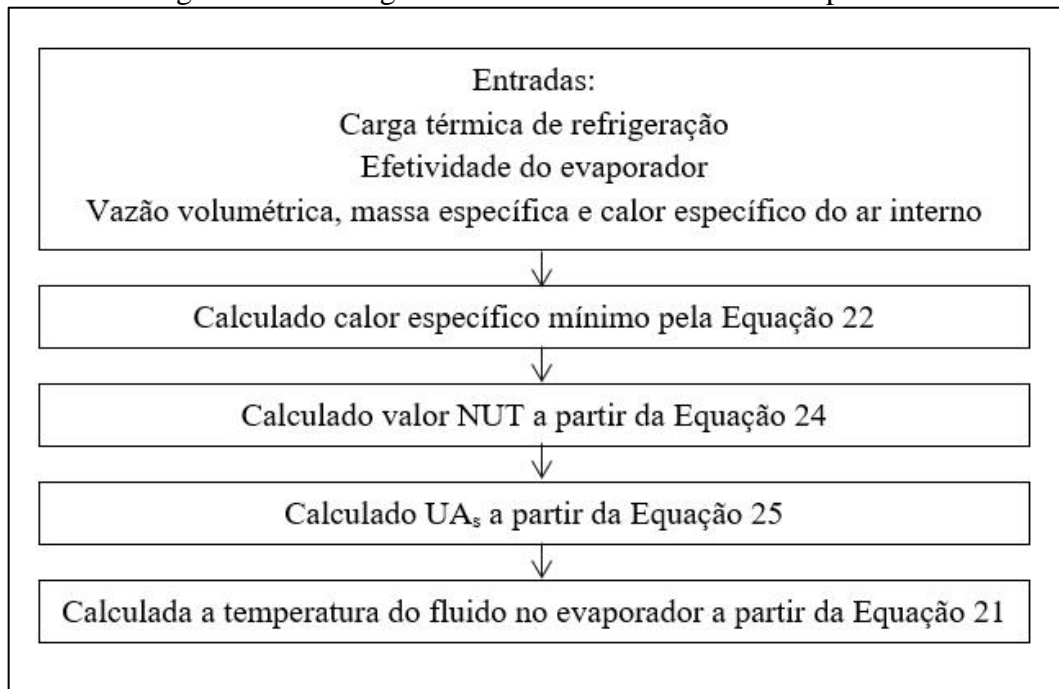 Entradas:
Carga térmica de refrigeração
Efetividade do evaporador
Vazão volumétrica, massa específica e calor específico do ar interno
Calculado calor específico mínimo pela Equação 22
Calculado valor NUT a partir da Equação 24
Calculado UAₛ a partir da Equação 25
Calculada a temperatura do fluido no evaporador a partir da Equação 21